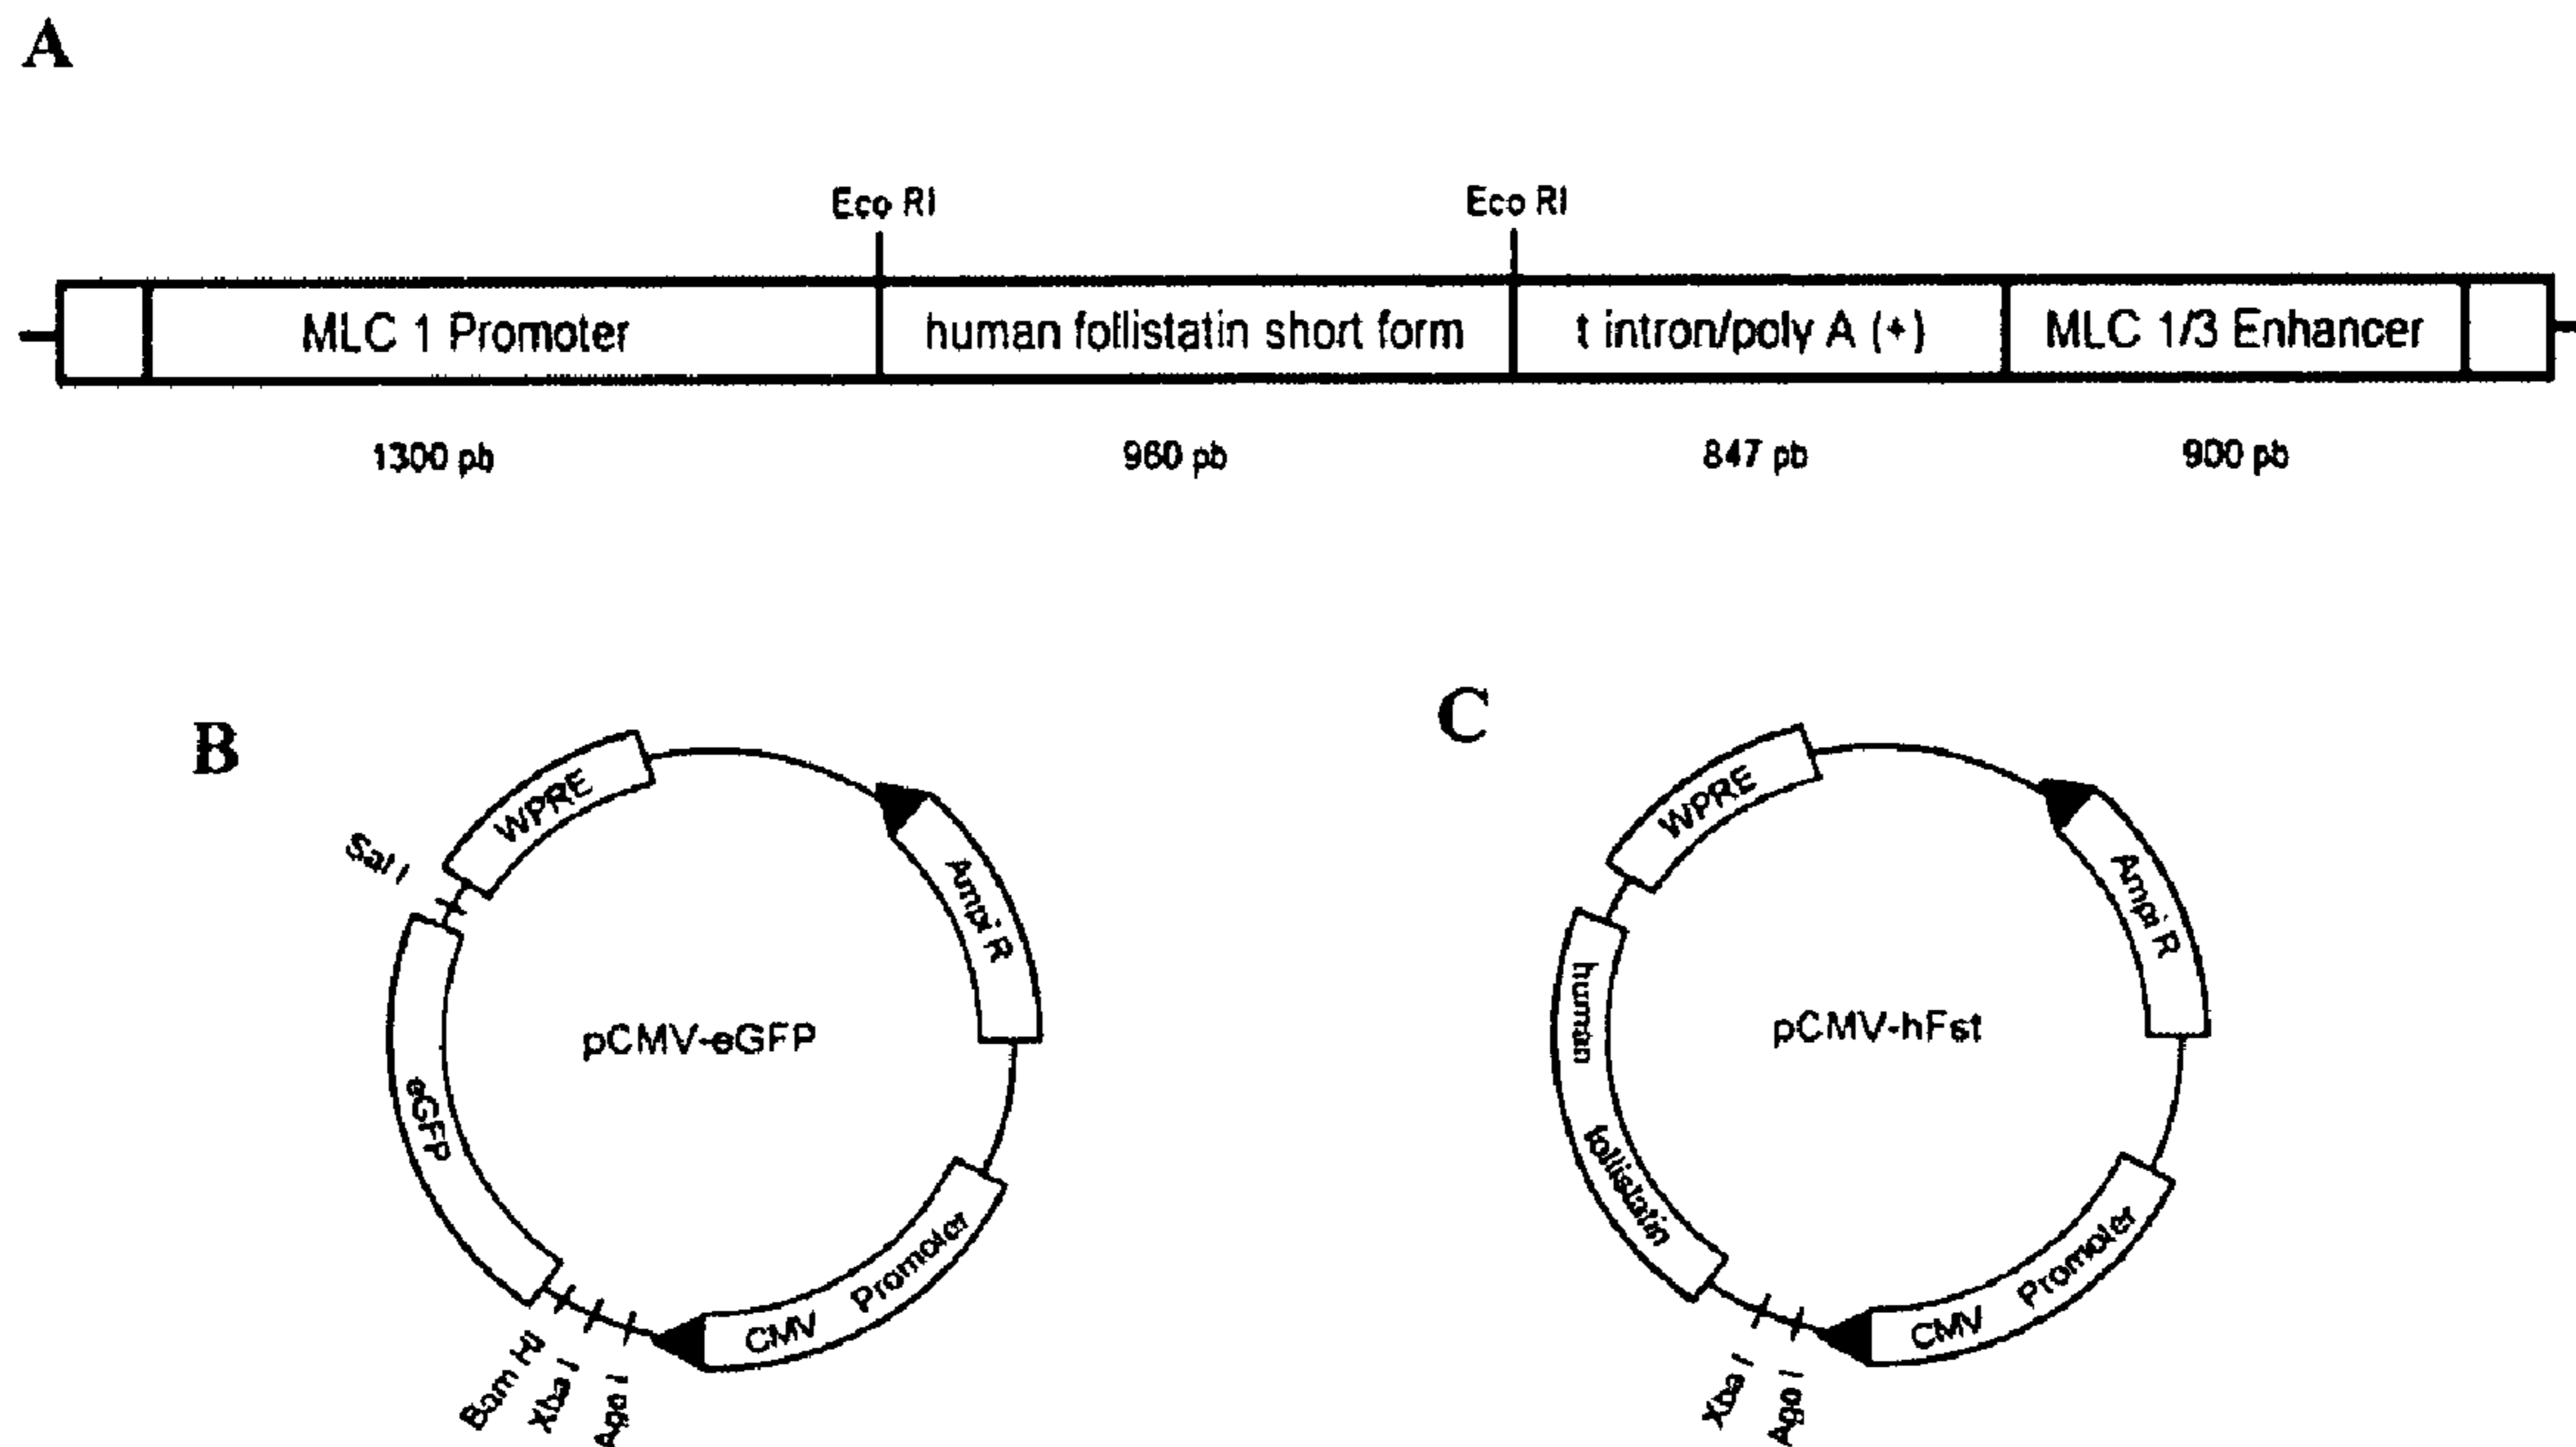 A
Eco RI
Eco RI
MLC 1 Promoter
human follistatin short form
t intron/poly A (+)
MLC 1/3 Enhancer
1300 pb
960 pb
847 pb
900 pb
B
WPRE
Sal I
Ampi R
pCMV-eGFP
eGFP
CMV Promoter
Bam HI
Xba I
Age I
C
WPRE
Ampi R
human follistatin
pCMV-hFst
CMV Promoter
Xba I
Age I